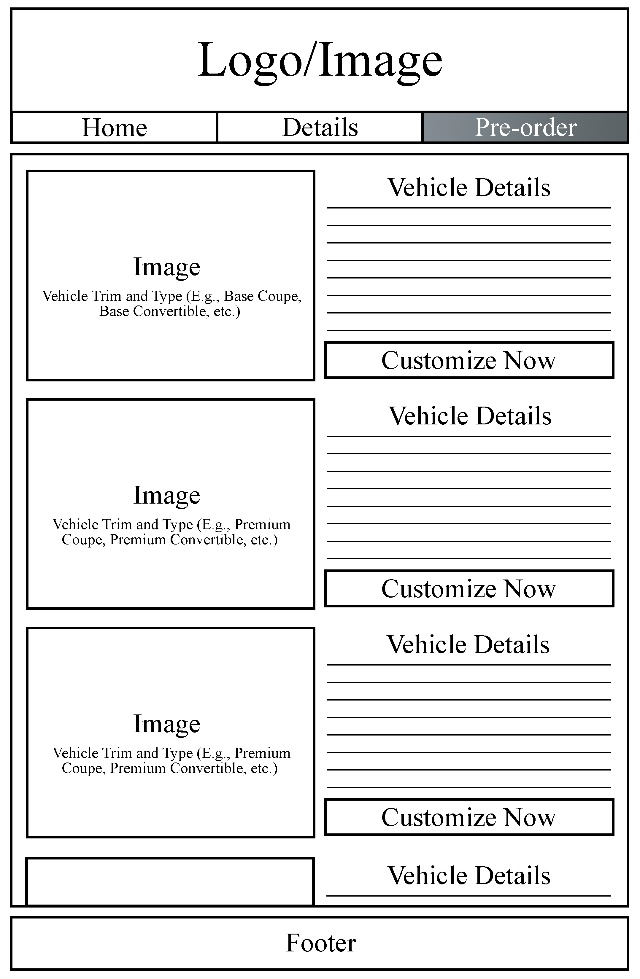 Logo/Image
Home
Details
Pre-order
Image
Vehicle Trim and Type (E.g., Base Coupe,
Base Convertible, etc.)
Vehicle Details
Customize Now
Image
Vehicle Trim and Type (E.g., Premium
Coupe, Premium Convertible, etc.)
Vehicle Details
Customize Now
Image
Vehicle Trim and Type (E.g., Premium
Coupe, Premium Convertible, etc.)
Vehicle Details
Customize Now
Vehicle Details
Footer